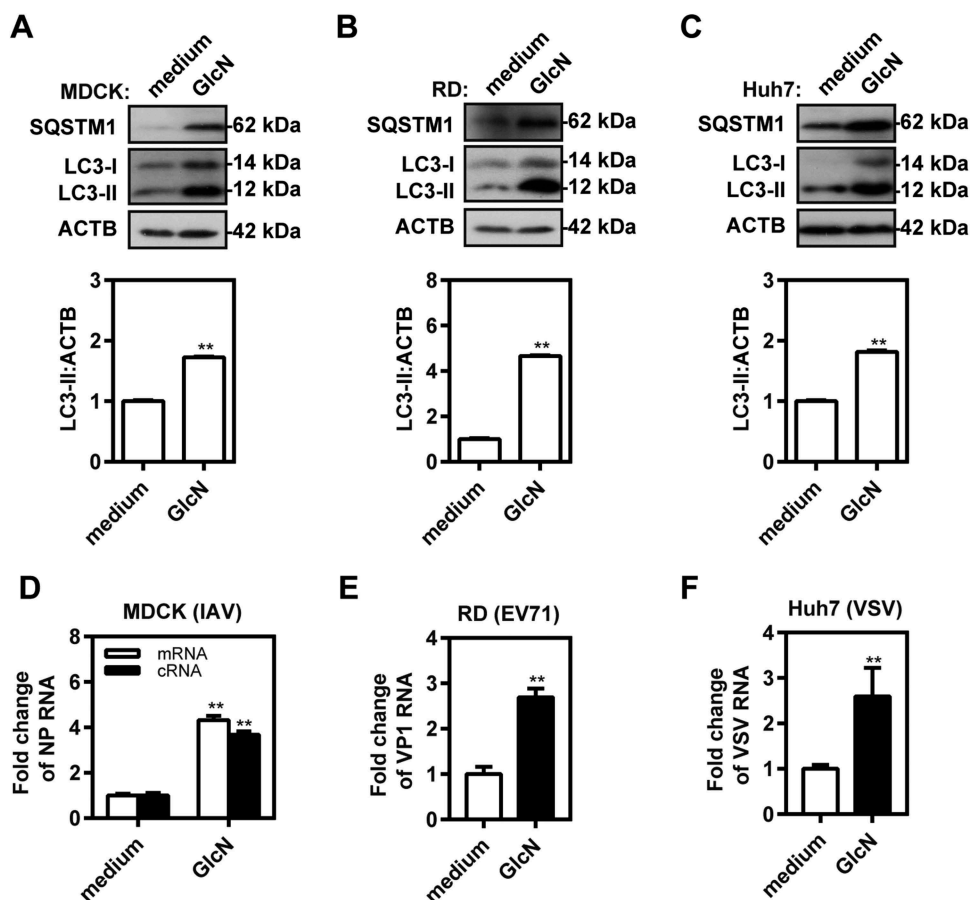 A
MDCK:
medium
GlcN
SQSTM1
62 kDa
LC3-I
14 kDa
LC3-II
12 kDa
ACTB
42 kDa
LC3-II:ACTB
3
2
1
0
**
medium
GlcN
B
RD:
medium
GlcN
SQSTM1
62 kDa
LC3-I
14 kDa
LC3-II
12 kDa
ACTB
42 kDa
LC3-II:ACTB
8
6
4
2
0
**
medium
GlcN
C
Huh7:
medium
GlcN
SQSTM1
62 kDa
LC3-I
14 kDa
LC3-II
12 kDa
ACTB
42 kDa
LC3-II:ACTB
3
2
1
0
**
medium
GlcN
D
MDCK (IAV)
Fold change
of NP RNA
8
6
4
2
0
mRNA
cRNA
**
**
medium
GlcN
E
RD (EV71)
Fold change
of VP1 RNA
4
3
2
1
0
**
medium
GlcN
F
Huh7 (VSV)
Fold change
of VSV RNA
4
3
2
1
0
**
medium
GlcN